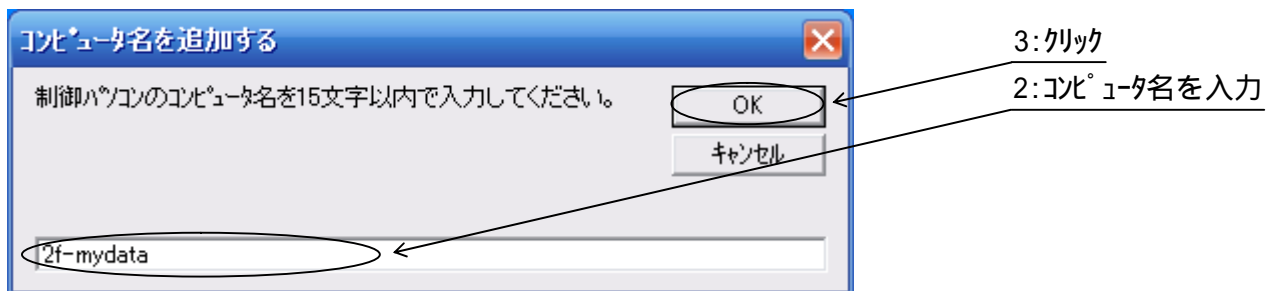 コンピュータ名を追加する
3:クリック
制御パソコンのコンピュータ名を15文字以内で入力してください。
OK
2:コンピュータ名を入力
キャンセル
2f-mydata